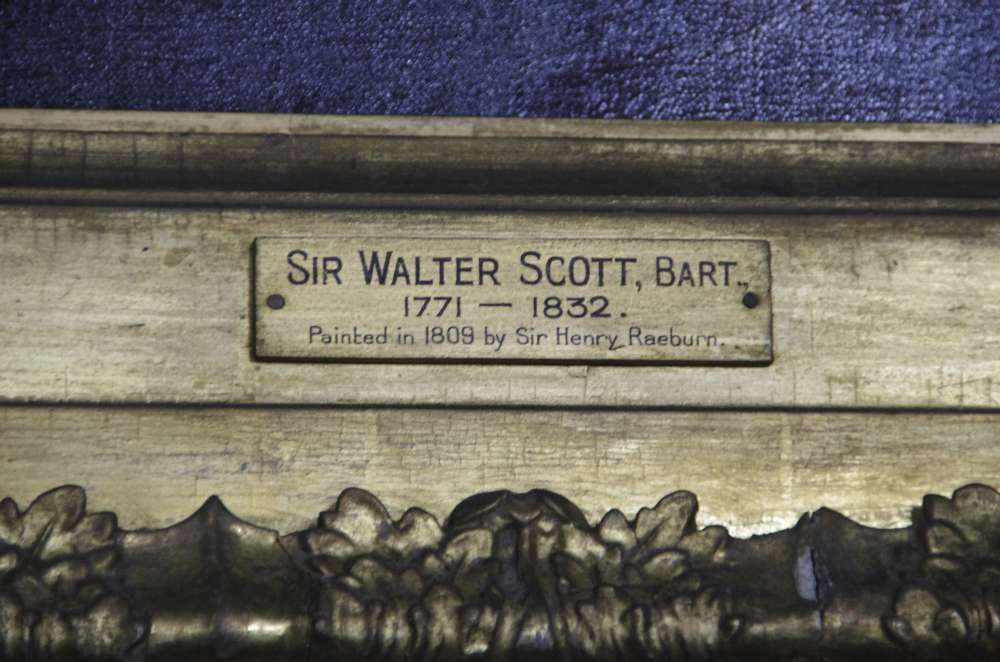 SIR WALTER SCOTT, BART.,
1771 — 1832.
Painted in 1809 by Sir Henry Raeburn.